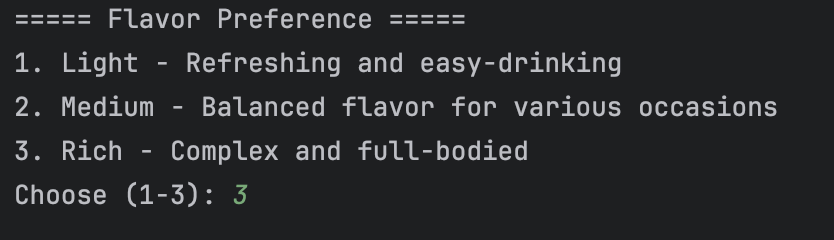 ===== Flavor Preference =====
1. Light - Refreshing and easy-drinking
2. Medium - Balanced flavor for various occasions
3. Rich - Complex and full-bodied
Choose (1-3): 3